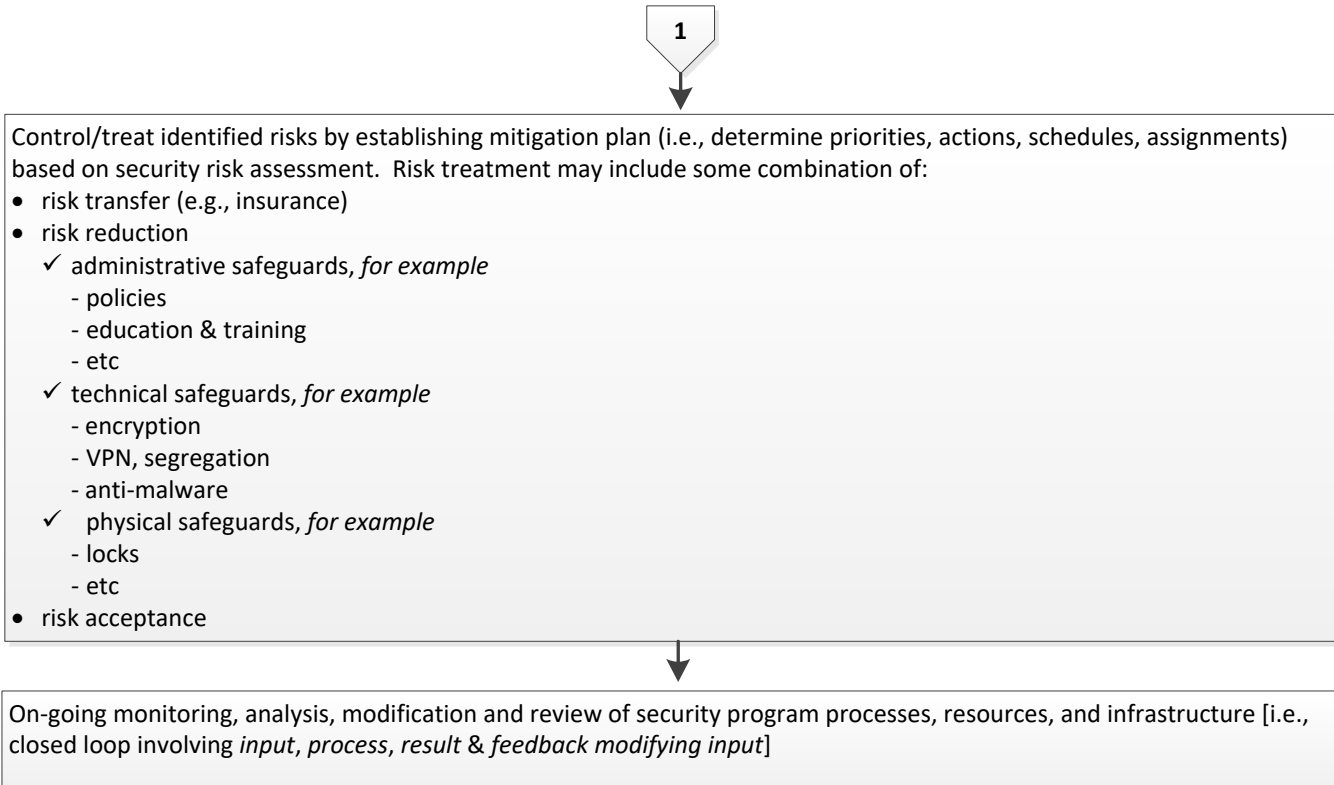 1
Control/treat identified risks by establishing mitigation plan (i.e., determine priorities, actions, schedules, assignments)
based on security risk assessment.  Risk treatment may include some combination of:
• risk transfer (e.g., insurance)
• risk reduction
✓ administrative safeguards, for example
- policies
- education & training
- etc
✓ technical safeguards, for example
- encryption
- VPN, segregation
- anti-malware
✓ physical safeguards, for example
- locks
- etc
• risk acceptance
On-going monitoring, analysis, modification and review of security program processes, resources, and infrastructure [i.e.,
closed loop involving input, process, result & feedback modifying input]